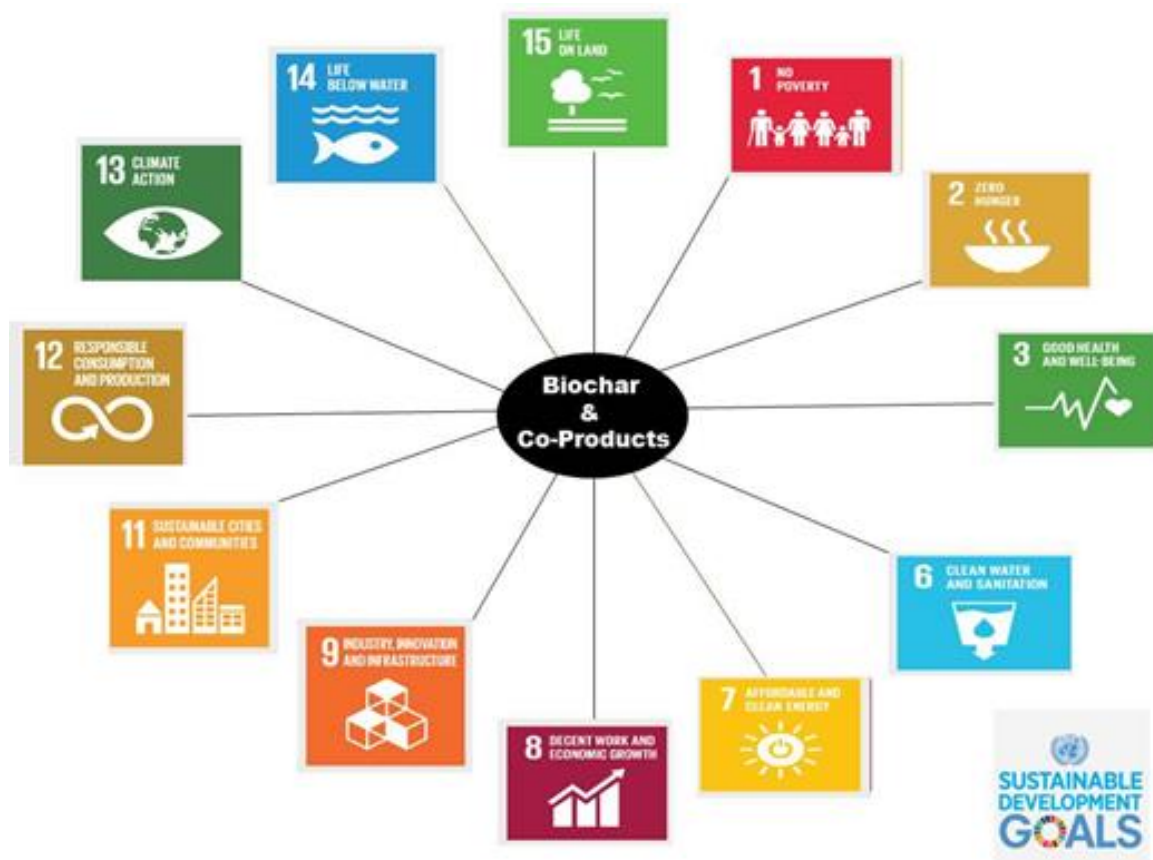 15 LIFE
ON LAND
14 LIFE
BELOW WATER
1 NO
POVERTY
13 CLIMATE
ACTION
2 ZERO
HUNGER
12 RESPONSIBLE
CONSUMPTION
AND PRODUCTION
3 GOOD HEALTH
AND WELL-BEING
Biochar
&
Co-Products
11 SUSTAINABLE CITIES
AND COMMUNITIES
6 CLEAN WATER
AND SANITATION
9 INDUSTRY, INNOVATION
AND INFRASTRUCTURE
7 AFFORDABLE AND
CLEAN ENERGY
8 DECENT WORK AND
ECONOMIC GROWTH
SUSTAINABLE
DEVELOPMENT
GOALS